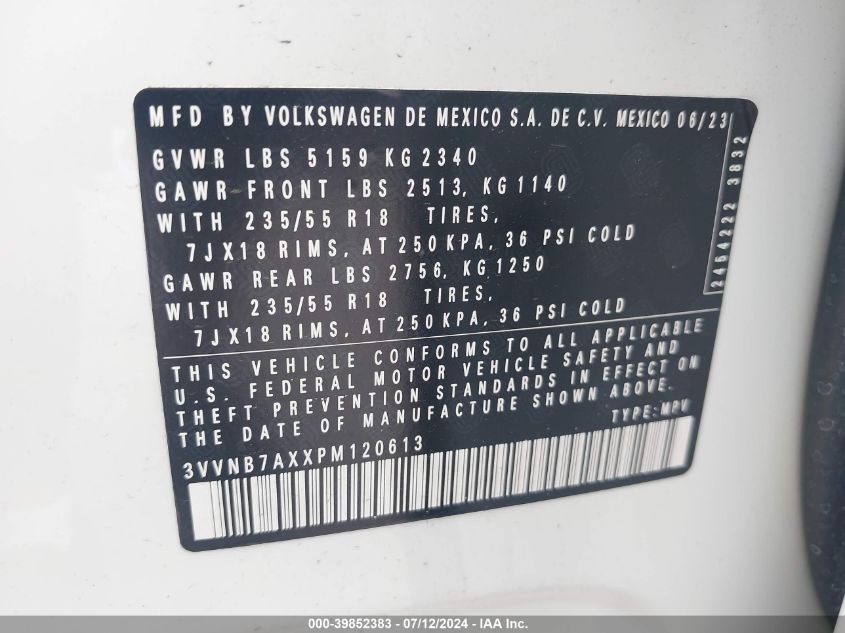 MFD BY VOLKSWAGEN DE MEXICO S.A. DE C.V. MEXICO 06/23
GVWR LBS 5159 KG 2340
GAWR-FRONT LBS 2513, KG 1140
WITH 235/55 R18 TIRES,
7JX18 RIMS, AT 250 KPA, 36 PSI COLD
GAWR REAR LBS 2756, KG 1250
WITH 235/55 R18 TIRES,
7JX18 RIMS, AT 250 KPA, 36 PSI COLD
2454222 3832
THIS VEHICLE CONFORMS TO ALL APPLICABLE
U.S. FEDERAL MOTOR VEHICLE SAFETY AND
THEFT PREVENTION STANDARDS IN EFFECT ON
THE DATE OF MANUFACTURE SHOWN ABOVE.
TYPE:MPV
3VVNB7AXXPM120613
000-39852383 - 07/12/2024 - IAA Inc.